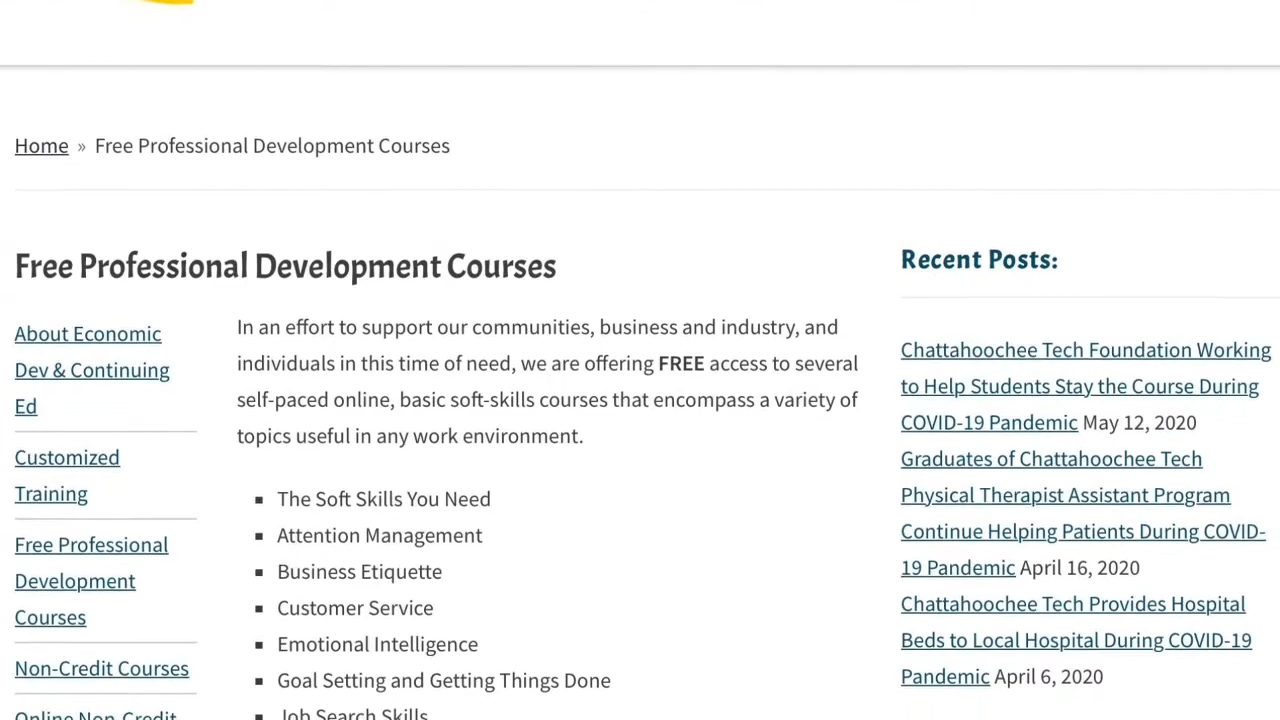 Home » Free Professional Development Courses
Free Professional Development Courses
About Economic
Dev & Continuing
Ed
Customized
Training
Free Professional
Development
Courses
Non-Credit Courses
Online Non-Credit
In an effort to support our communities, business and industry, and
individuals in this time of need, we are offering FREE access to several
self-paced online, basic soft-skills courses that encompass a variety of
topics useful in any work environment.
▪ The Soft Skills You Need
▪ Attention Management
▪ Business Etiquette
▪ Customer Service
▪ Emotional Intelligence
▪ Goal Setting and Getting Things Done
▪ Job Search Skills
Recent Posts:
Chattahoochee Tech Foundation Working
to Help Students Stay the Course During
COVID-19 Pandemic May 12, 2020
Graduates of Chattahoochee Tech
Physical Therapist Assistant Program
Continue Helping Patients During COVID-
19 Pandemic April 16, 2020
Chattahoochee Tech Provides Hospital
Beds to Local Hospital During COVID-19
Pandemic April 6, 2020